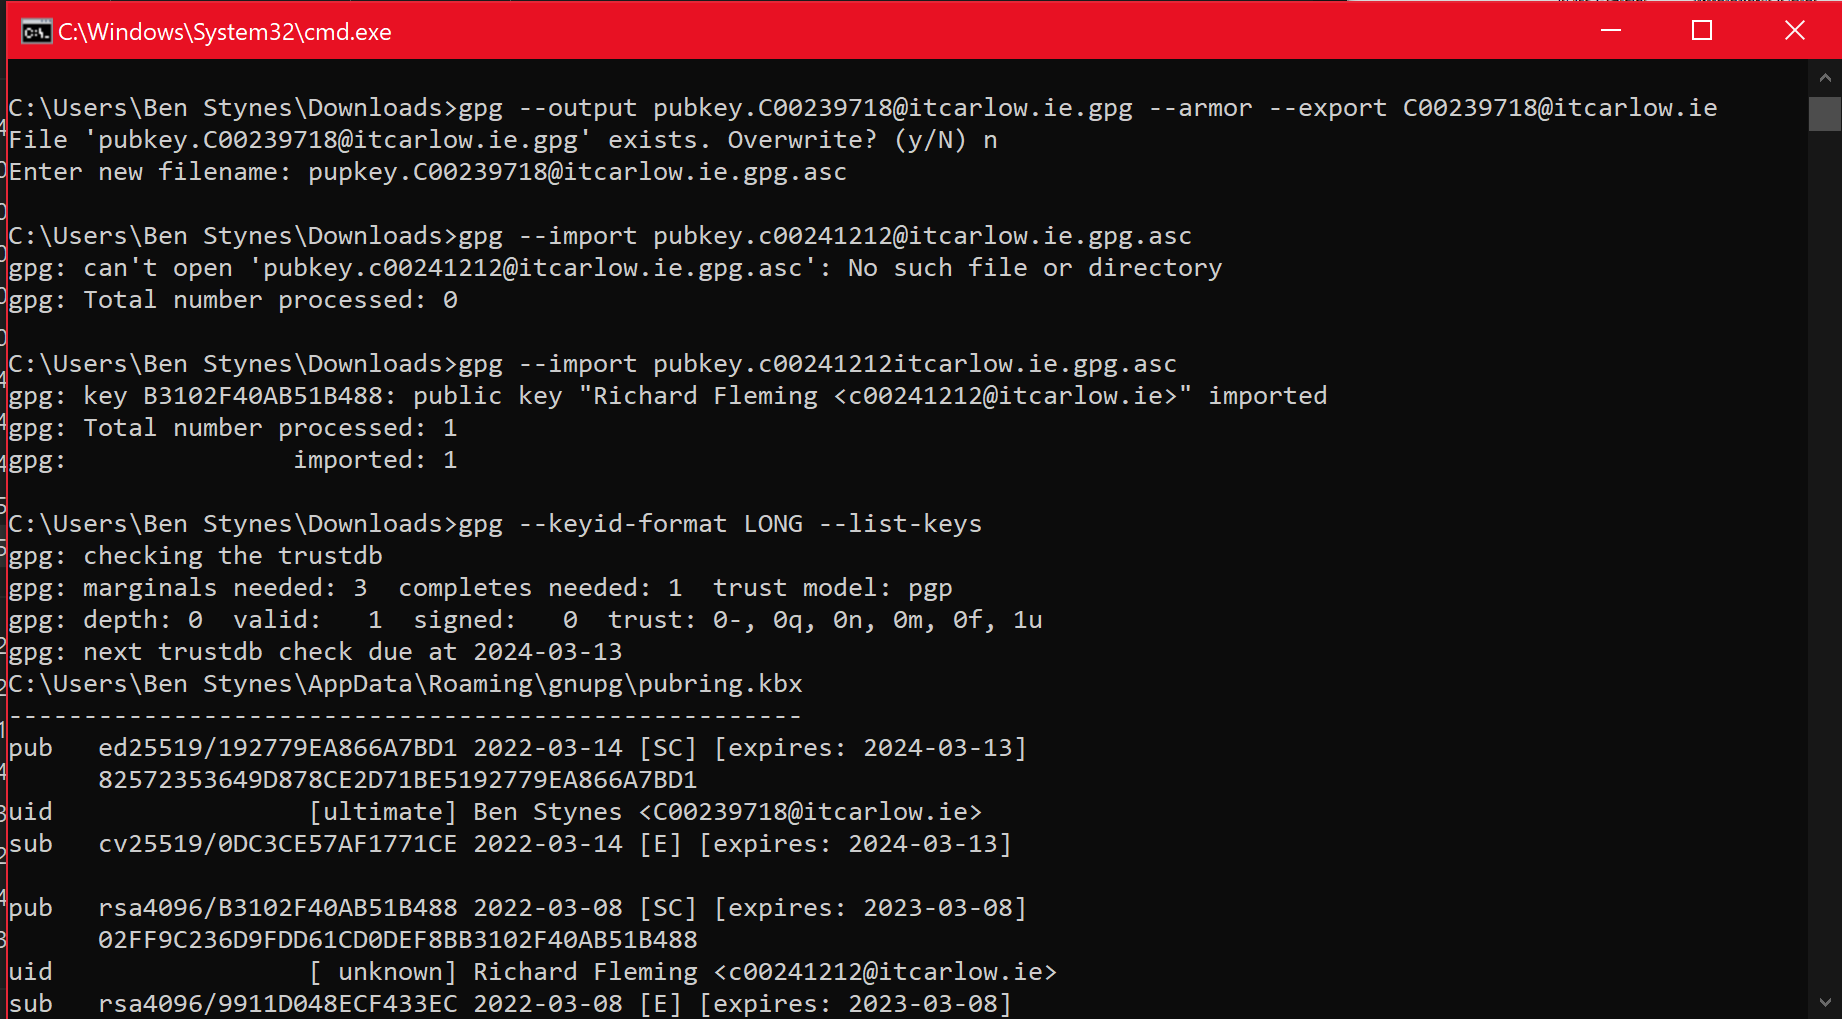 C:\Windows\System32\cmd.exe
C:\Users\Ben Stynes\Downloads>gpg --output pubkey.C00239718@itcarlow.ie.gpg --armor --export C00239718@itcarlow.ie
File 'pubkey.C00239718@itcarlow.ie.gpg' exists. Overwrite? (y/N) n
Enter new filename: pupkey.C00239718@itcarlow.ie.gpg.asc
C:\Users\Ben Stynes\Downloads>gpg --import pubkey.c00241212@itcarlow.ie.gpg.asc
gpg: can't open 'pubkey.c00241212@itcarlow.ie.gpg.asc': No such file or directory
gpg: Total number processed: 0
C:\Users\Ben Stynes\Downloads>gpg --import pubkey.c00241212itcarlow.ie.gpg.asc
gpg: key B3102F40AB51B488: public key "Richard Fleming <c00241212@itcarlow.ie>" imported
gpg: Total number processed: 1
gpg:               imported: 1
C:\Users\Ben Stynes\Downloads>gpg --keyid-format LONG --list-keys
gpg: checking the trustdb
gpg: marginals needed: 3  completes needed: 1  trust model: pgp
gpg: depth: 0  valid:   1  signed:   0  trust: 0-, 0q, 0n, 0m, 0f, 1u
gpg: next trustdb check due at 2024-03-13
C:\Users\Ben Stynes\AppData\Roaming\gnupg\pubring.kbx
-----------------------------------------------------
pub   ed25519/192779EA866A7BD1 2022-03-14 [SC] [expires: 2024-03-13]
      82572353649D878CE2D71BE5192779EA866A7BD1
uid                 [ultimate] Ben Stynes <C00239718@itcarlow.ie>
sub   cv25519/0DC3CE57AF1771CE 2022-03-14 [E] [expires: 2024-03-13]
pub   rsa4096/B3102F40AB51B488 2022-03-08 [SC] [expires: 2023-03-08]
      02FF9C236D9FDD61CD0DEF8BB3102F40AB51B488
uid                 [ unknown] Richard Fleming <c00241212@itcarlow.ie>
sub   rsa4096/9911D048ECF433EC 2022-03-08 [E] [expires: 2023-03-08]